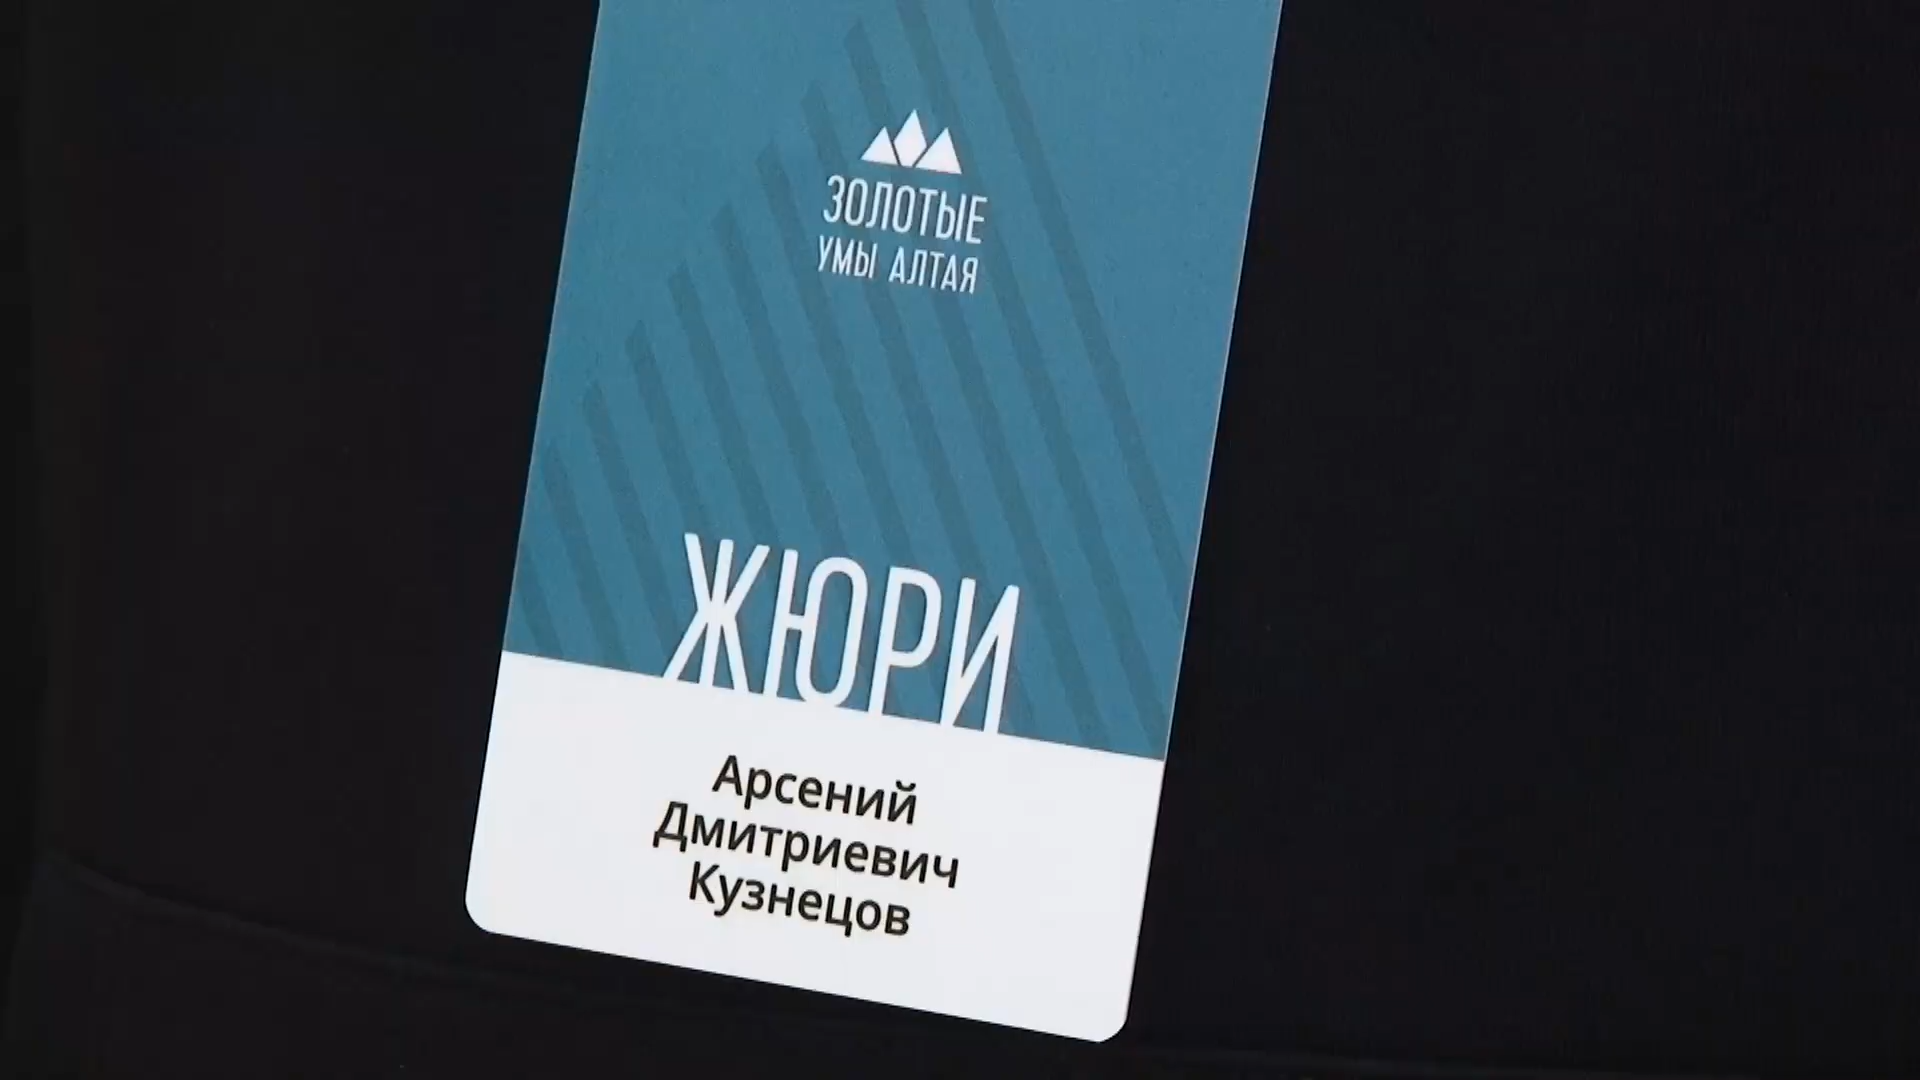 ЗОЛОТЫЕ
УМЫ АЛТАЯ
ЖЮРИ
Арсений
Дмитриевич
Кузнецов